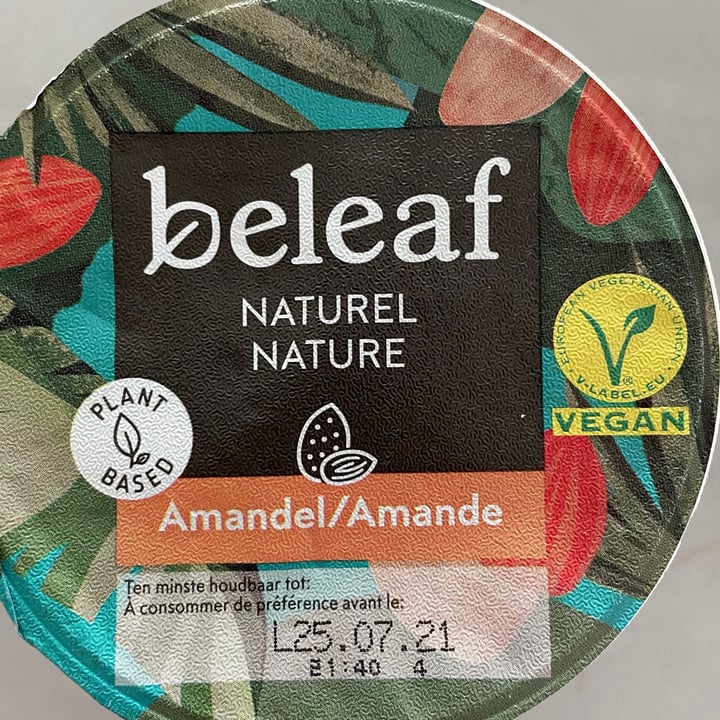 beleaf
NATUREL
NATURE
PLANT
BASED
EUROPEAN VEGETARIAN UNION
V-LABEL.EU
VEGAN
Amandel/Amande
Ten minste houdbaar tot:
À consommer de préférence avant le:
L25.07.21
21:40 4